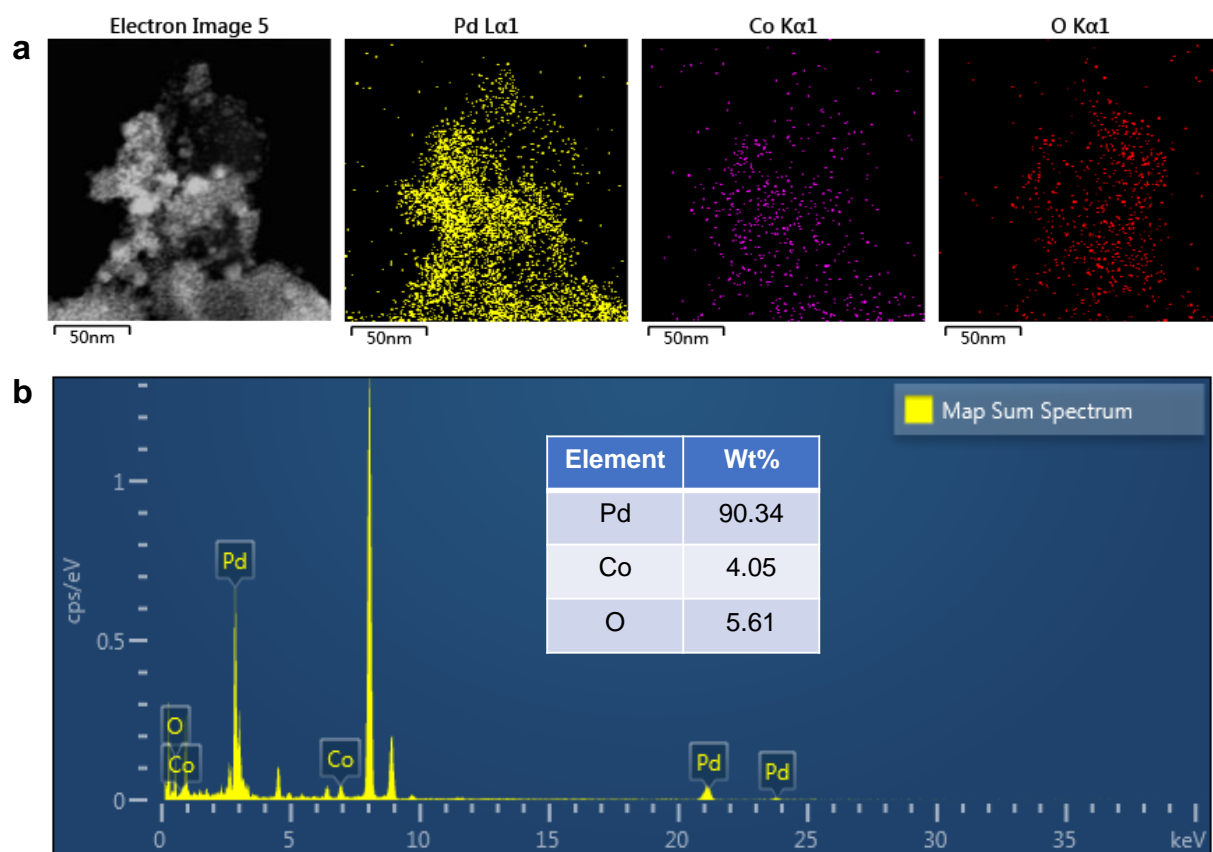 a
Electron Image 5
Pd Lα1
Co Kα1
O Kα1
50nm
50nm
50nm
50nm
b
Map Sum Spectrum
Element Wt%
Pd 90.34
Co 4.05
O 5.61
cps/eV
1
0.5
0
Pd
O
Co
Co
Pd
Pd
0 5 10 15 20 25 30 35 keV